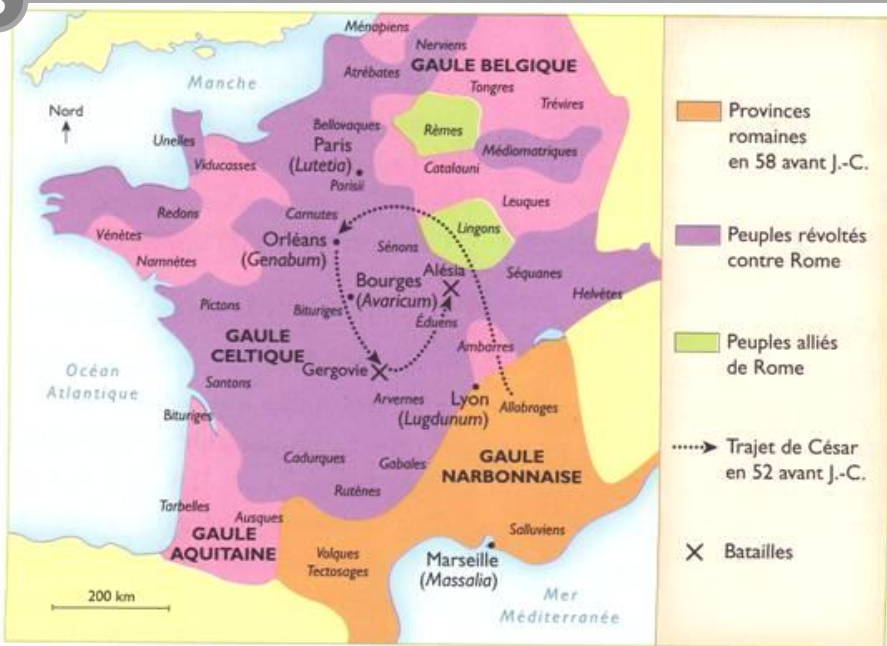 Ménapiens
Nerviens
GAULE BELGIQUE
Atrébates
Tongres
Trévires
Manche
Nord
Unelles
Viducasses
Bellovaques
Paris
(Lutetia)
Parisii
Rèmes
Médiomatriques
Catalauni
Leuques
Redons
Vénètes
Namnètes
Carnutes
Orléans
(Genabum)
Sénons
Lingons
Alésia
Bourges
(Avaricum)
Bituriges
Séquanes
Helvètes
Pictons
Éduens
GAULE
CELTIQUE
Ambarres
Océan
Atlantique
Santons
Gergovie
Arvernes
Lyon
(Lugdunum)
Allobroges
Bituriges
Cadurques
Gabales
Rutènes
GAULE
NARBONNAISE
Tarbelles
Ausques
GAULE
AQUITAINE
Volques
Tectosages
Salluviens
Marseille
(Massalia)
Mer
Méditerranée
200 km
Provinces
romaines
en 58 avant J.-C.
Peuples révoltés
contre Rome
Peuples alliés
de Rome
Trajet de César
en 52 avant J.-C.
Batailles